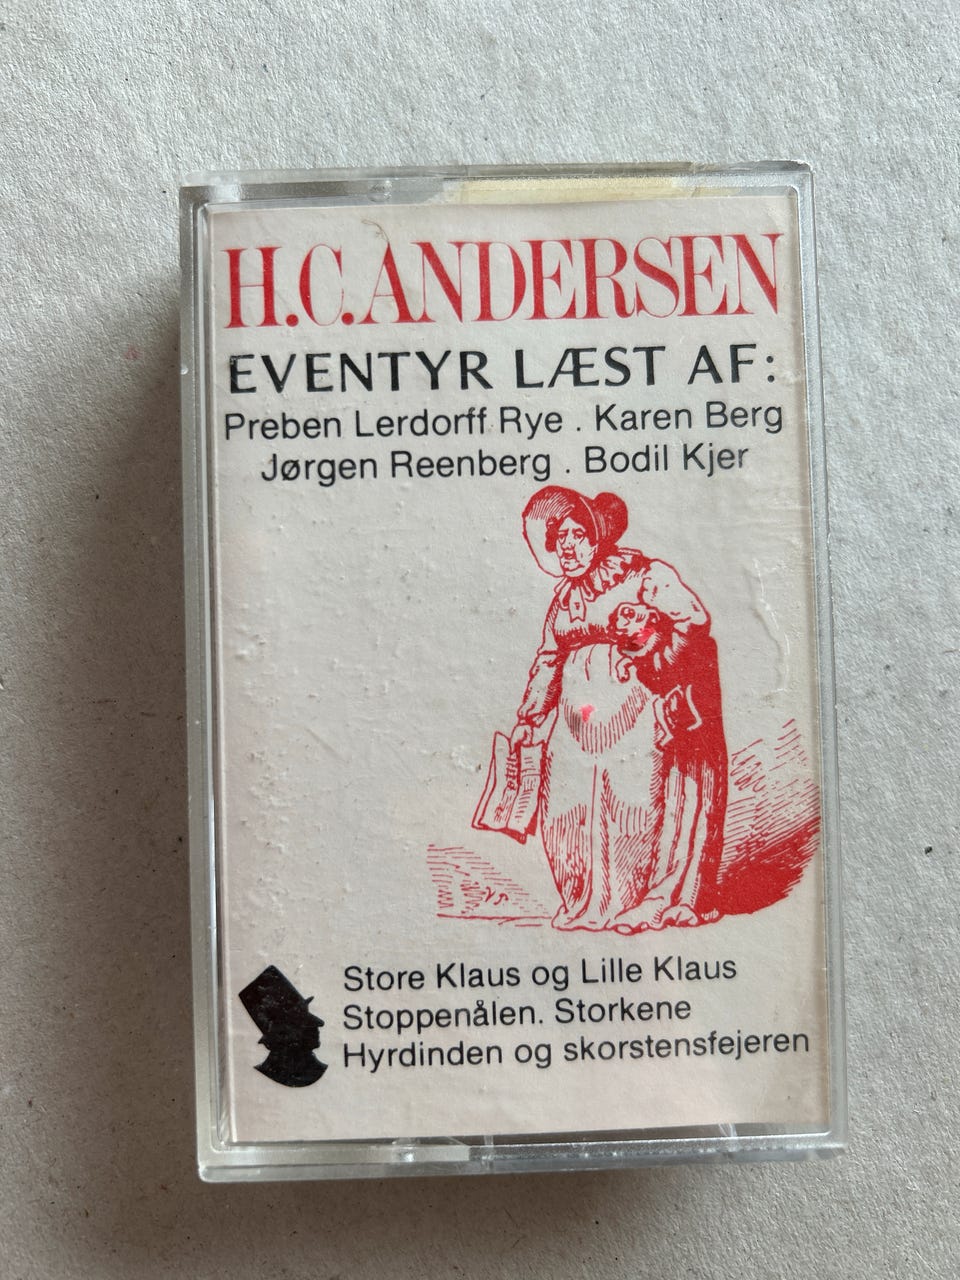 H.C.ANDERSEN
EVENTYR LÆST AF:
Preben Lerdorff Rye . Karen Berg
Jørgen Reenberg . Bodil Kjer
Store Klaus og Lille Klaus
Stoppenålen. Storkene
Hyrdinden og skorstensfejeren